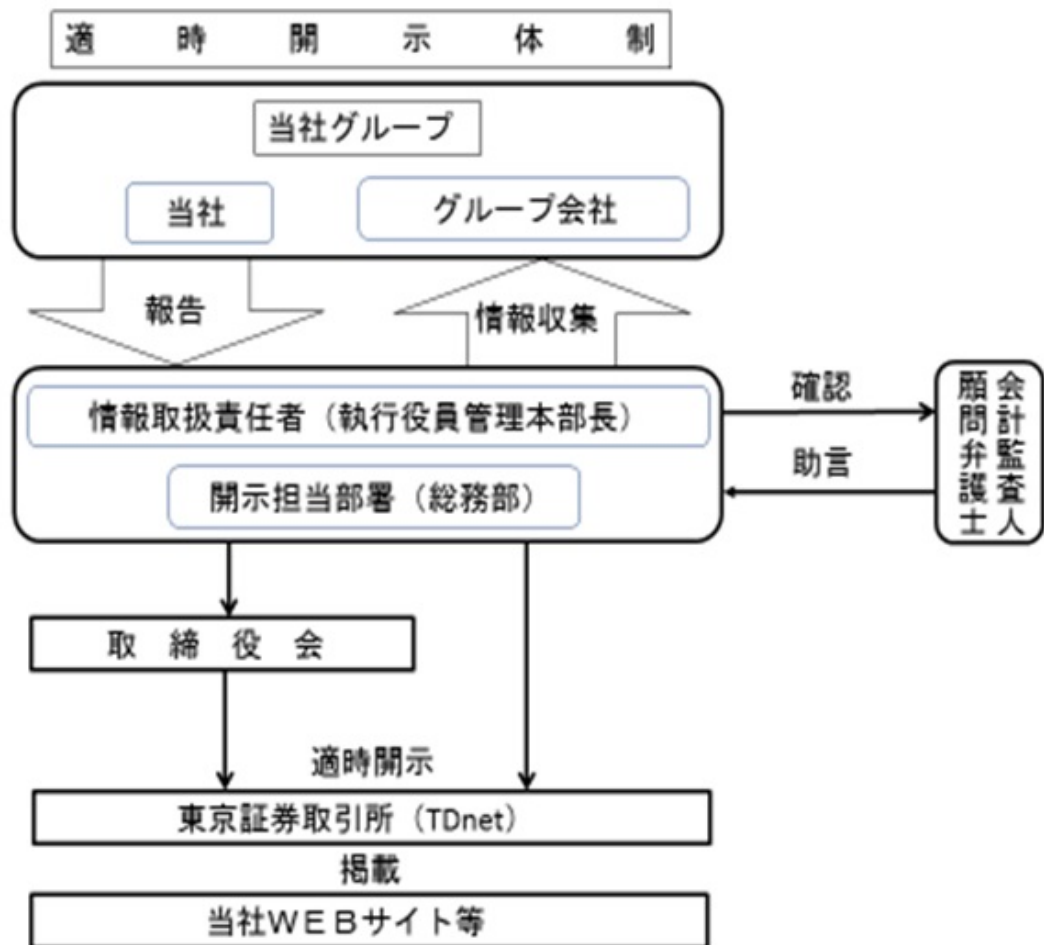 適時開示体制
当社グループ
当社
グループ会社
報告
情報収集
情報取扱責任者（執行役員管理本部長）
開示担当部署（総務部）
確認
助言
会計監査人
顧問弁護士
取締役会
適時開示
東京証券取引所（TDnet）
掲載
当社ＷＥＢサイト等